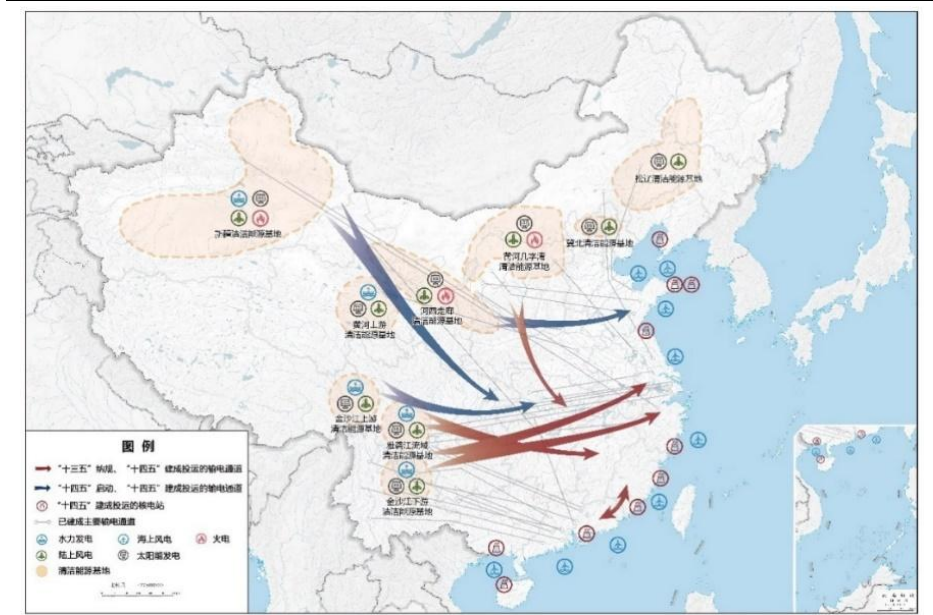 松辽清洁能源基地
冀北清洁能源基地
黄河几字湾
清洁能源基地
新疆清洁能源基地
河西走廊
清洁能源基地
黄河上游
清洁能源基地
金沙江上游
清洁能源基地
雅砻江流域
清洁能源基地
金沙江下游
清洁能源基地
图 例
“十三五”纳规、“十四五”建成投运的输电通道
“十四五”启动、“十四五”建成投运的输电通道
“十四五”建成投运的核电站
已建成主要输电通道
水力发电 海上风电 火电
陆上风电 太阳能发电
清洁能源基地